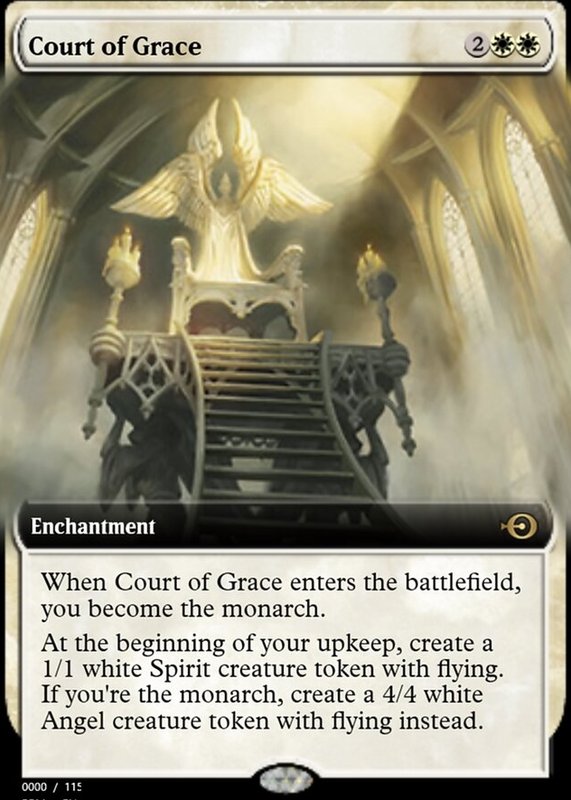 Court of Grace 2
Enchantment
When Court of Grace enters the battlefield,
you become the monarch.
At the beginning of your upkeep, create a
1/1 white Spirit creature token with flying.
If you're the monarch, create a 4/4 white
Angel creature token with flying instead.
0000 / 115